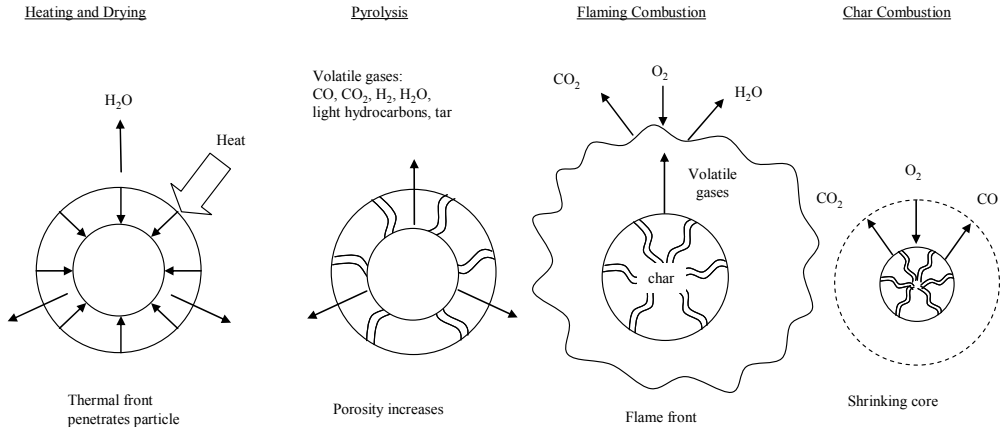 Heating and Drying
H₂O
Heat
Thermal front
penetrates particle
Pyrolysis
Volatile gases:
CO, CO₂, H₂, H₂O,
light hydrocarbons, tar
Porosity increases
Flaming Combustion
CO₂
O₂
H₂O
Volatile
gases
char
Flame front
Char Combustion
CO₂
O₂
CO
Shrinking core